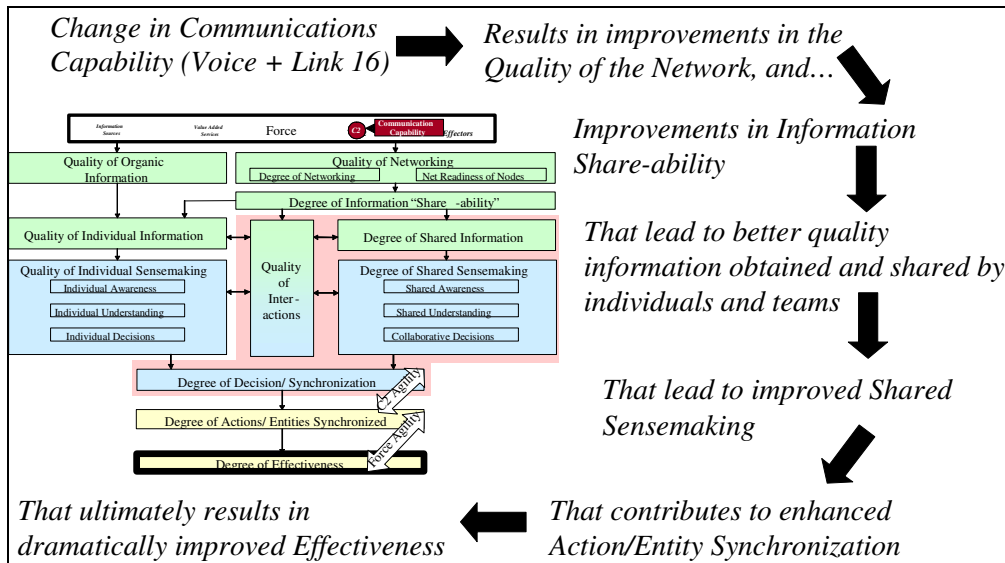 Change in Communications
Capability (Voice + Link 16)
Results in improvements in the
Quality of the Network, and…
Improvements in Information
Share-ability
That lead to better quality
information obtained and shared by
individuals and teams
That lead to improved Shared
Sensemaking
That contributes to enhanced
Action/Entity Synchronization
That ultimately results in
dramatically improved Effectiveness
Information
Sources
Value Added
Services
Force
C2
Communication
Capability
Effectors
Quality of Organic
Information
Quality of Networking
Degree of Networking
Net Readiness of Nodes
Degree of Information “Share -ability”
Quality of Individual Information
Quality
of
Inter-
actions
Degree of Shared Information
Quality of Individual Sensemaking
Individual Awareness
Individual Understanding
Individual Decisions
Degree of Shared Sensemaking
Shared Awareness
Shared Understanding
Collaborative Decisions
Degree of Decision/ Synchronization
C2 Agility
Degree of Actions/ Entities Synchronized
Force Agility
Degree of Effectiveness